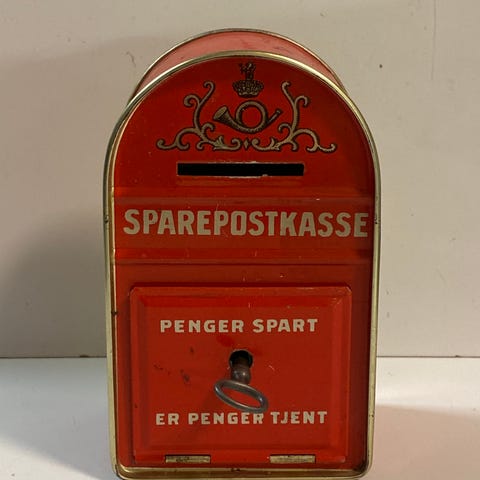 SPAREPOSTKASSE
PENGER SPART
ER PENGER TJENT